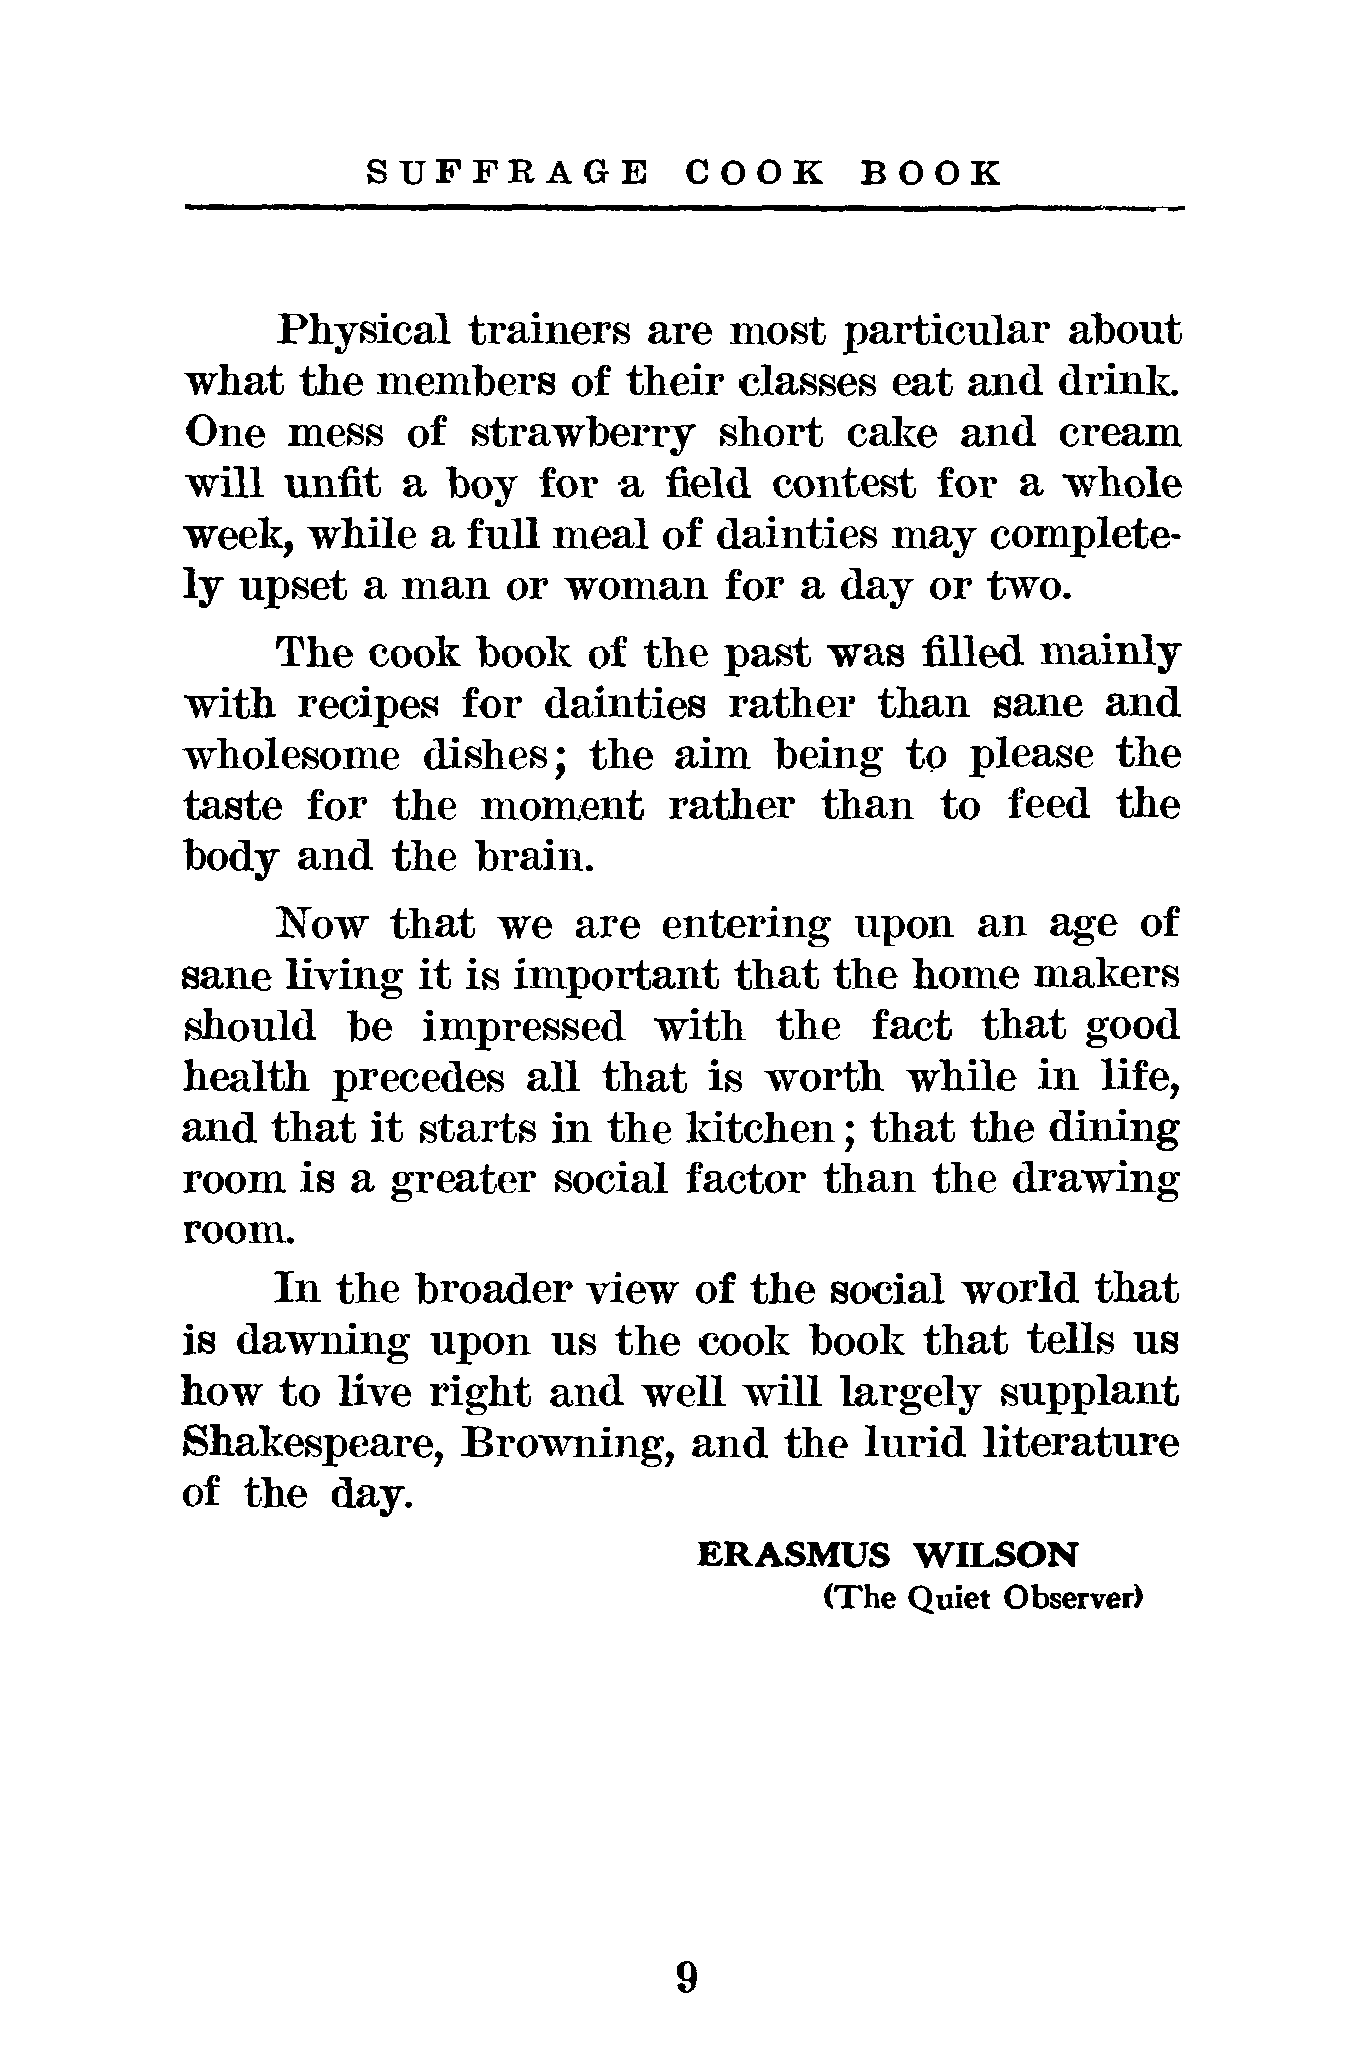 SUFFRAGE COOK BOOK
Physical trainers are most particular about
what the members of their classes eat and drink.
One mess of strawberry short cake and cream
will unfit a boy for a field contest for a whole
week, while a full meal of dainties may complete-
ly upset a man or woman for a day or two.
The cook book of the past was filled mainly
with recipes for dainties rather than sane and
wholesome dishes; the aim being to please the
taste for the moment rather than to feed the
body and the brain.
Now that we are entering upon an age of
sane living it is important that the home makers
should be impressed with the fact that good
health precedes all that is worth while in life,
and that it starts in the kitchen; that the dining
room is a greater social factor than the drawing
room.
In the broader view of the social world that
is dawning upon us the cook book that tells us
how to live right and well will largely supplant
Shakespeare, Browning, and the lurid literature
of the day.
ERASMUS WILSON
(The Quiet Observer)
9